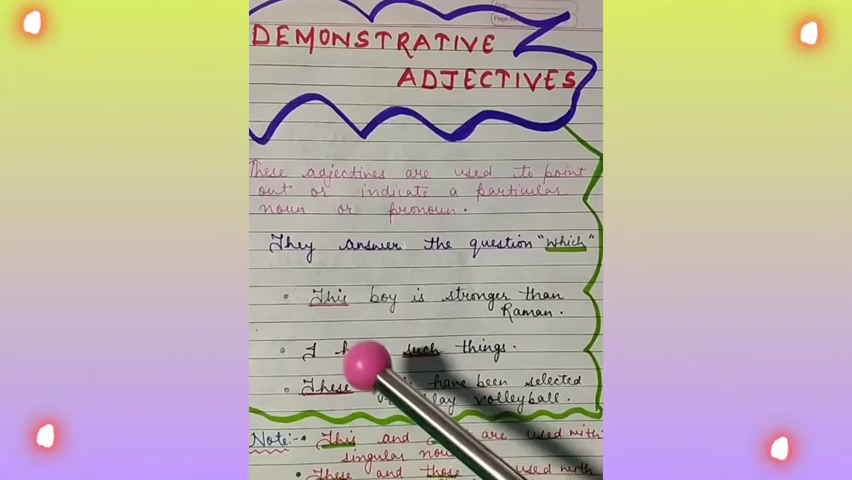 DEMONSTRATIVE
ADJECTIVES
These adjectives are used to point
out or indicate a particular
noun or pronoun.
They answer the question "which"
• This boy is stronger than
Raman.
• I such things.
• These have been selected
volleyball.
Note:- • This and are used with
singular
• These and those used with